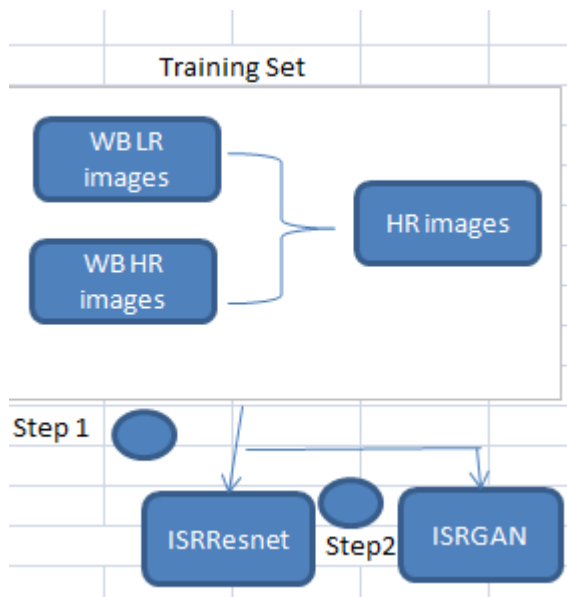 Training Set
WB LR
images
HR images
WB HR
images
Step 1
ISRResnet
Step2
ISRGAN